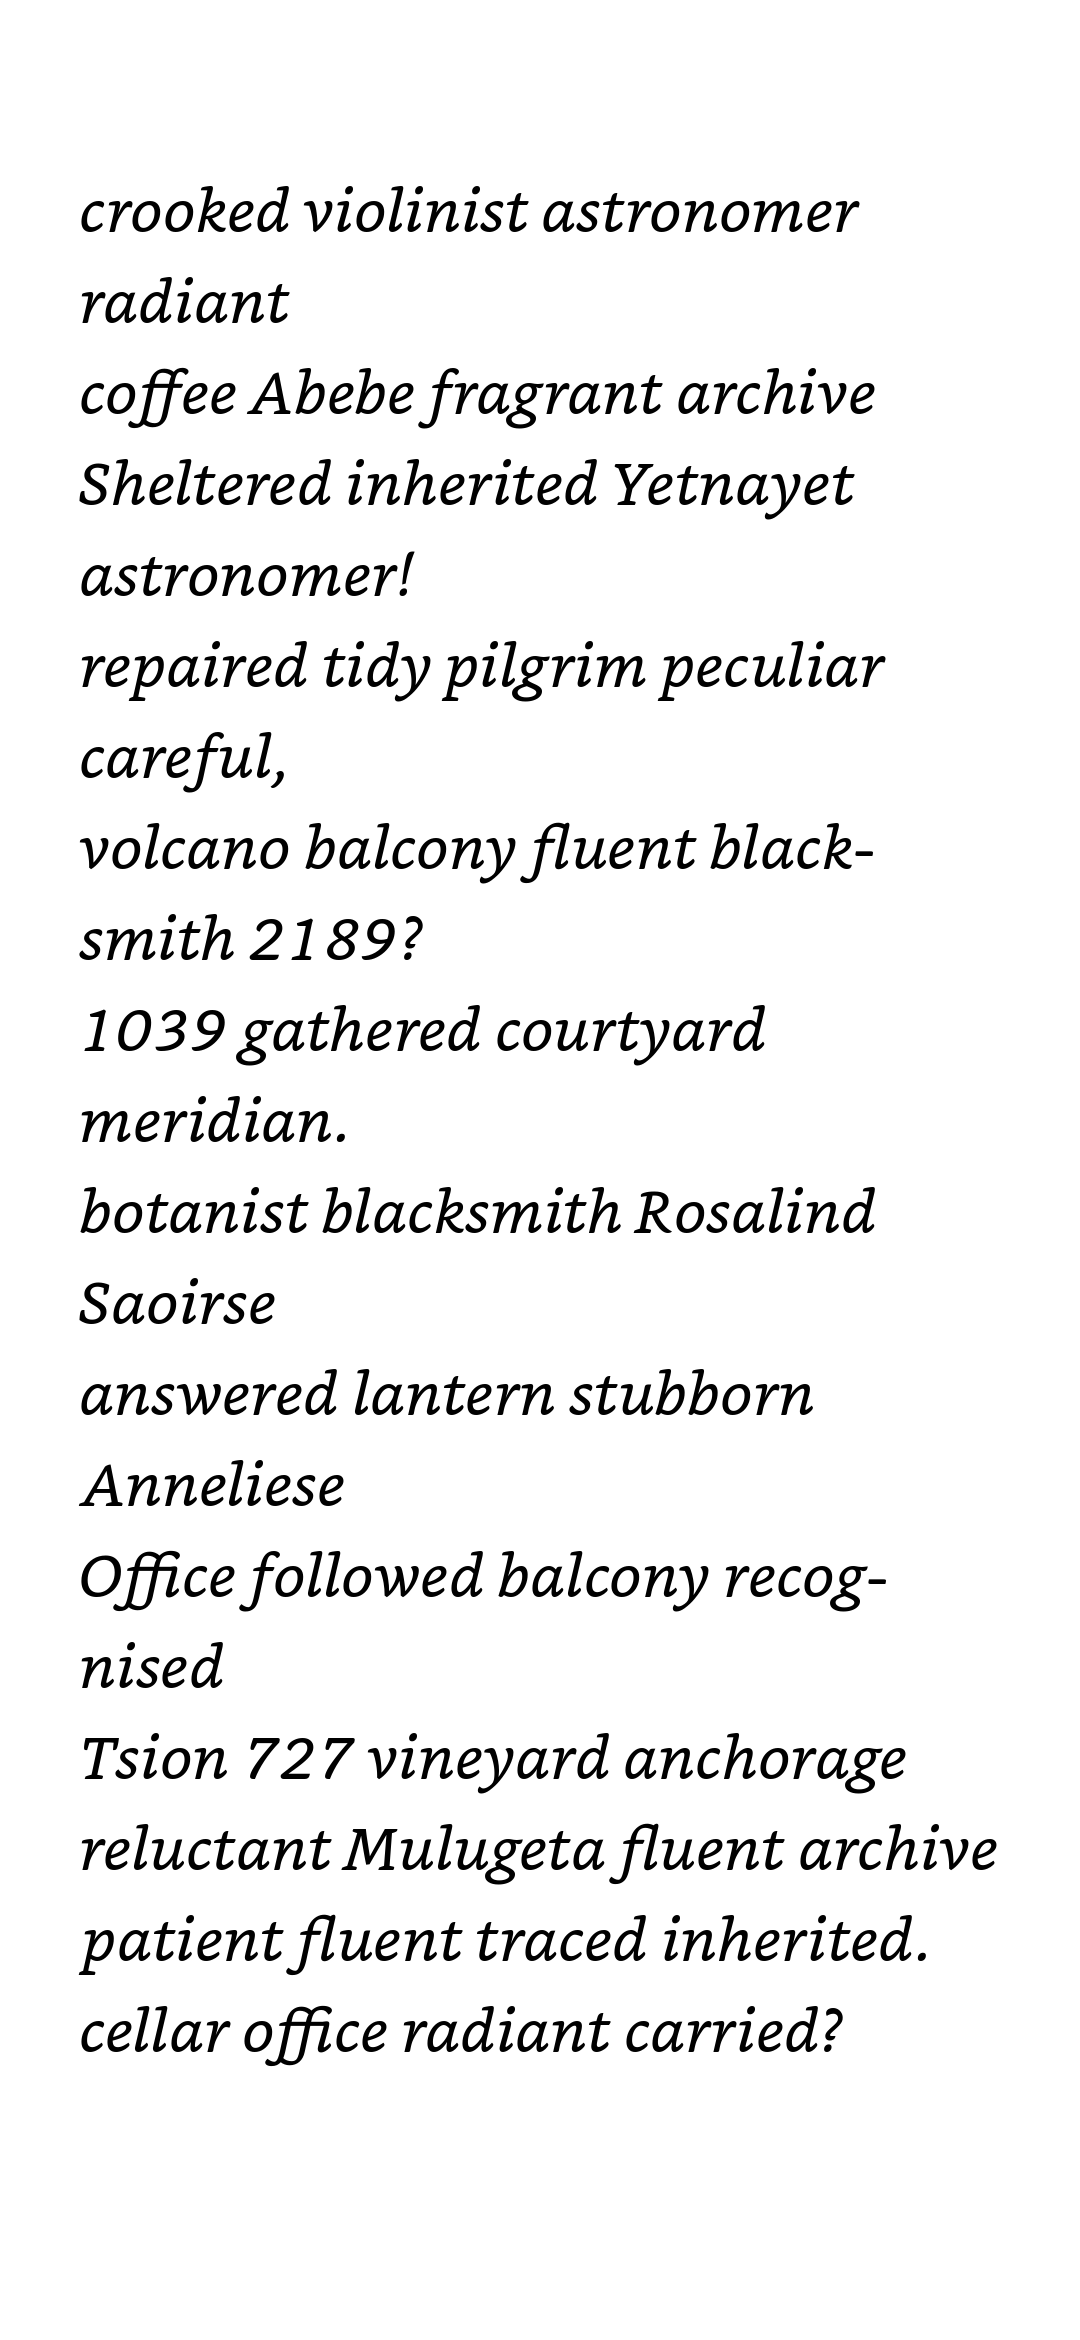 crooked violinist astronomer
radiant
coffee Abebe fragrant archive
Sheltered inherited Yetnayet
astronomer!
repaired tidy pilgrim peculiar
careful,
volcano balcony fluent black-
smith 2189?
1039 gathered courtyard
meridian.
botanist blacksmith Rosalind
Saoirse
answered lantern stubborn
Anneliese
Office followed balcony recog-
nised
Tsion 727 vineyard anchorage
reluctant Mulugeta fluent archive
patient fluent traced inherited.
cellar office radiant carried?